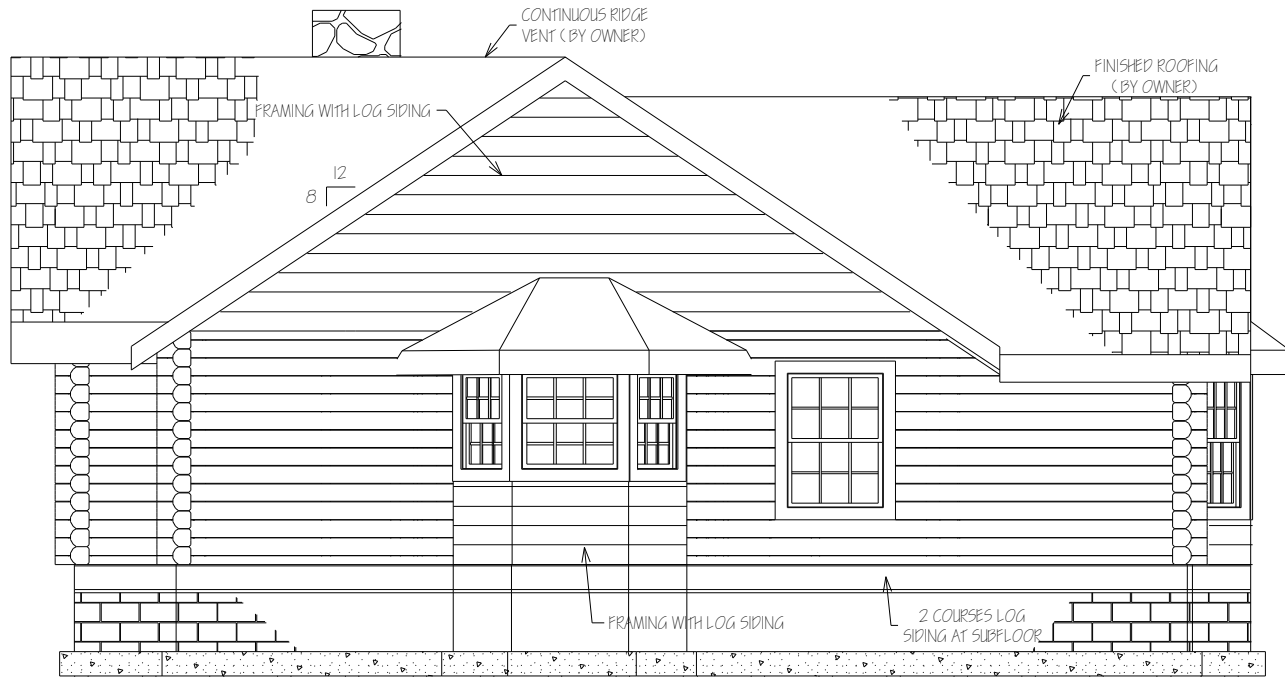 CONTINUOUS RIDGE
VENT ( BY OWNER)
FINISHED ROOFING
( BY OWNER)
FRAMING WITH LOG SIDING
12
8
FRAMING WITH LOG SIDING
2 COURSES LOG
SIDING AT SUBFLOOR